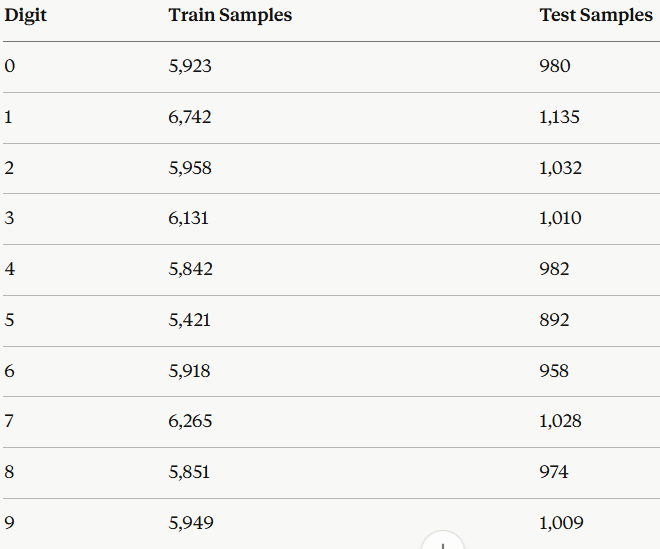 Digit Train Samples Test Samples
0 5,923 980
1 6,742 1,135
2 5,958 1,032
3 6,131 1,010
4 5,842 982
5 5,421 892
6 5,918 958
7 6,265 1,028
8 5,851 974
9 5,949 1,009